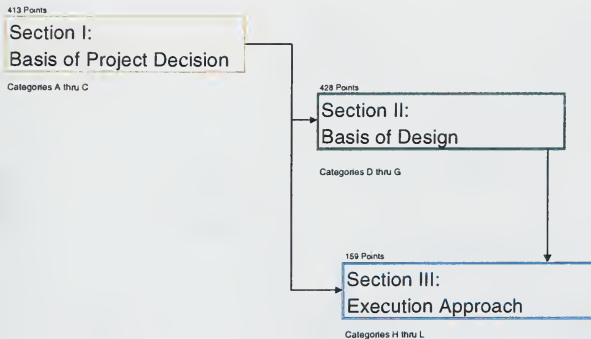 413 Points
Section I:
Basis of Project Decision
Categories A thru C
428 Points
Section II:
Basis of Design
Categories D thru G
159 Points
Section III:
Execution Approach
Categories H thru L